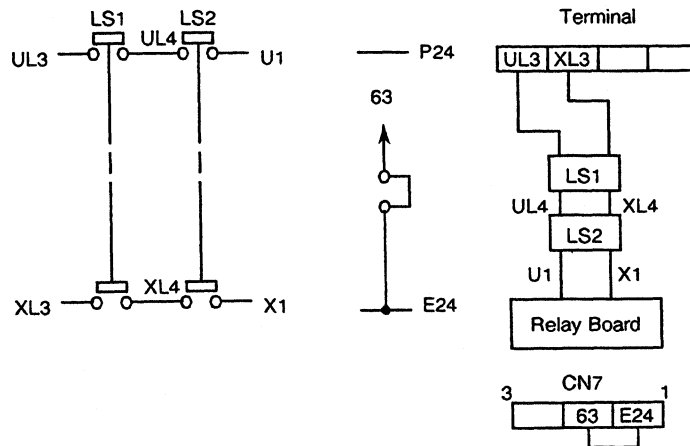 LS1 LS2
UL3 UL4 U1
XL3 XL4 X1
P24
63
E24
Terminal
UL3 XL3
LS1
UL4 XL4
LS2
U1 X1
Relay Board
CN7
3 1
63 E24